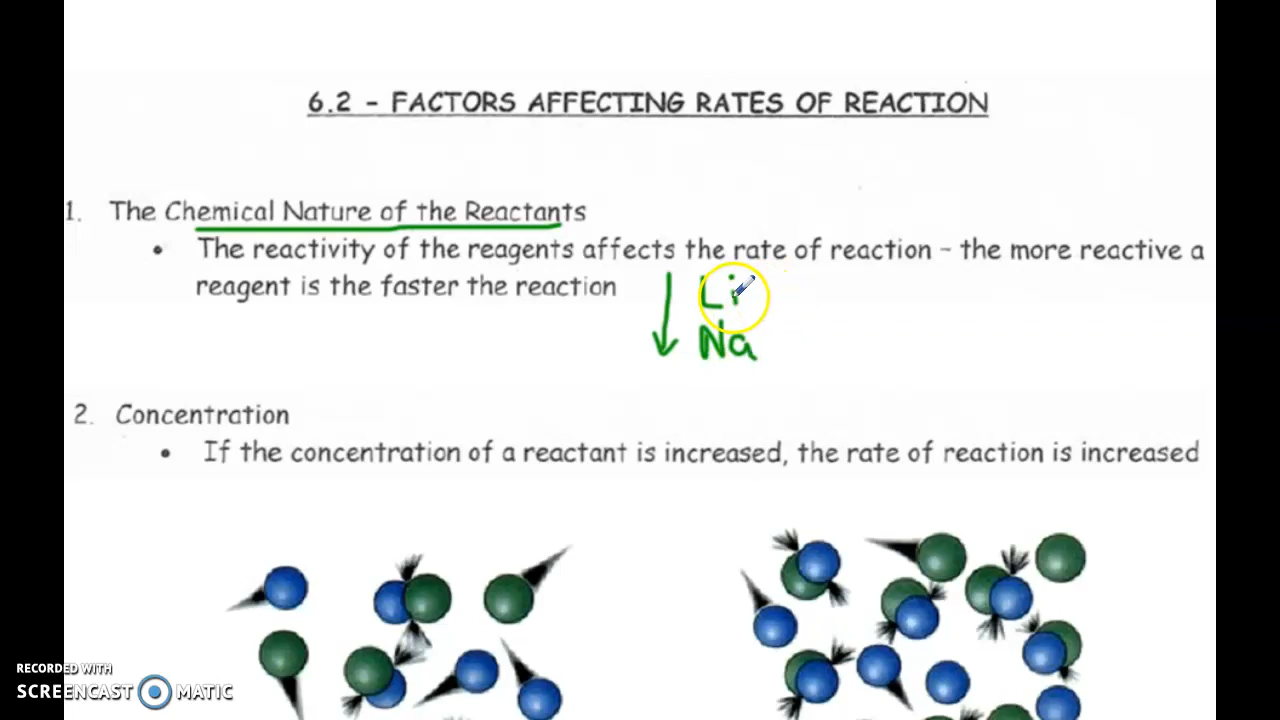 6.2 - FACTORS AFFECTING RATES OF REACTION
1. The Chemical Nature of the Reactants
• The reactivity of the reagents affects the rate of reaction - the more reactive a
reagent is the faster the reaction
Li
Na
2. Concentration
• If the concentration of a reactant is increased, the rate of reaction is increased
RECORDED WITH
SCREENCAST MATIC